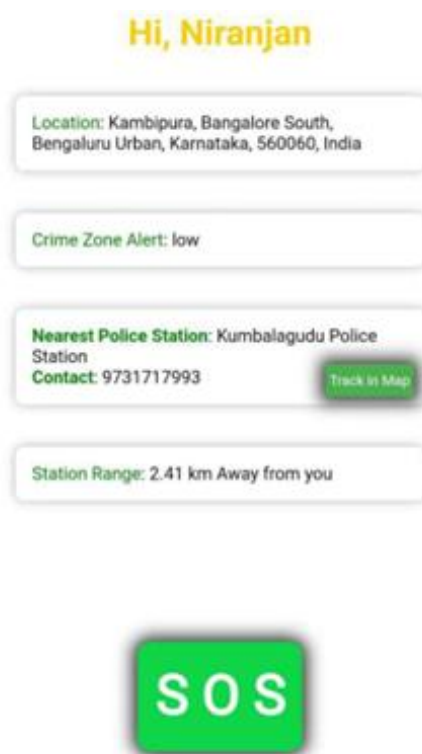 Hi, Niranjan
Location: Kambipura, Bangalore South,
Bengaluru Urban, Karnataka, 560060, India
Crime Zone Alert: low
Nearest Police Station: Kumbalagudu Police
Station
Contact: 9731717993
Track in Map
Station Range: 2.41 km Away from you
S O S